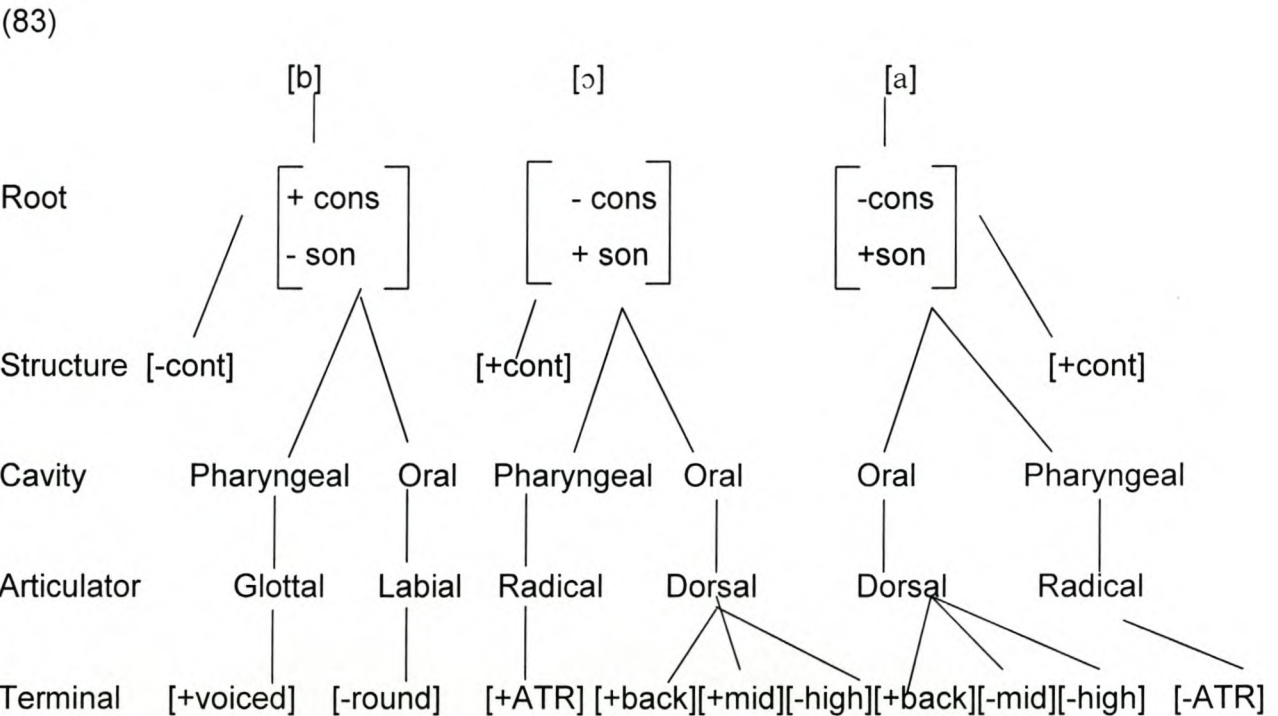 (83)
[b] [ɔ] [a]
Root + cons - cons -cons
- son + son +son
Structure [-cont] [+cont] [+cont]
Cavity Pharyngeal Oral Pharyngeal Oral Oral Pharyngeal
Articulator Glottal Labial Radical Dorsal Dorsal Radical
Terminal [+voiced] [-round] [+ATR] [+back][+mid][-high][+back][-mid][-high] [-ATR]